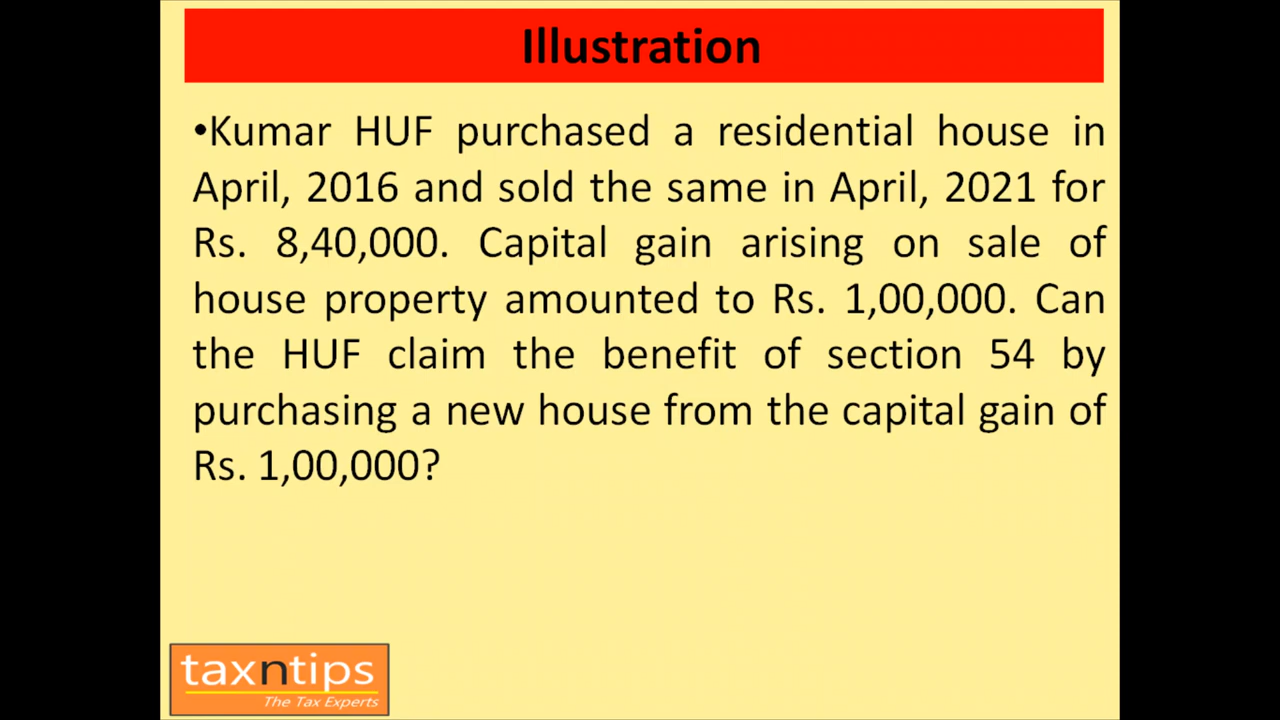 Illustration
•Kumar HUF purchased a residential house in
April, 2016 and sold the same in April, 2021 for
Rs. 8,40,000. Capital gain arising on sale of
house property amounted to Rs. 1,00,000. Can
the HUF claim the benefit of section 54 by
purchasing a new house from the capital gain of
Rs. 1,00,000?
taxntips
The Tax Experts